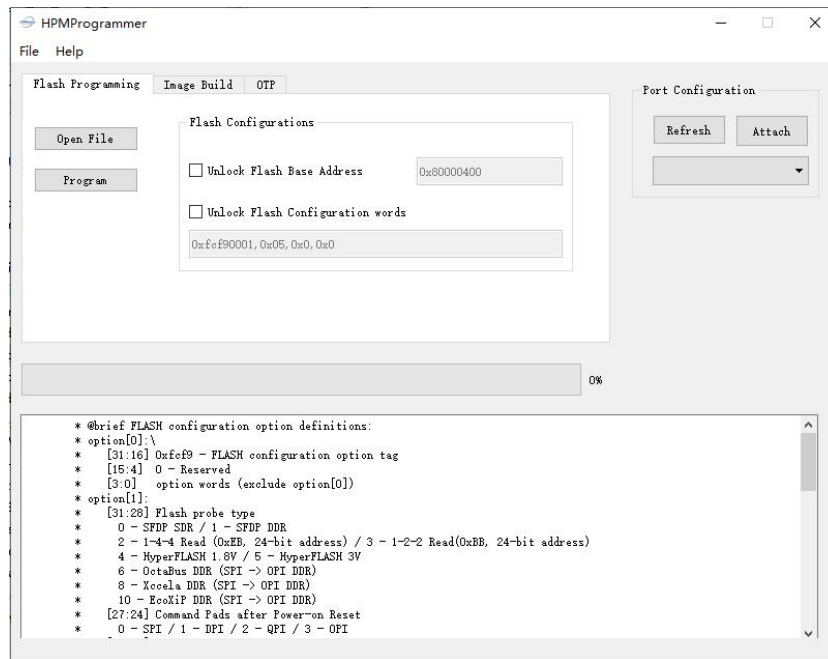 HPMProgrammer
File Help
Flash Programming Image Build OTP
Open File
Program
Flash Configurations
Unlock Flash Base Address 0x80000400
Unlock Flash Configuration words
0xfcf90001,0x05,0x0,0x0
Port Configuration
Refresh Attach
0%
* @brief FLASH configuration option definitions:
* option[0]:\
* [31:16] 0xfcf9 - FLASH configuration option tag
* [15:4] 0 - Reserved
* [3:0] option words (exclude option[0])
* option[1]:
* [31:28] Flash probe type
* 0 - SFDP SDR / 1 - SFDP DDR
* 2 - 1-4-4 Read (0xEB, 24-bit address) / 3 - 1-2-2 Read(0xBB, 24-bit address)
* 4 - HyperFLASH 1.8V / 5 - HyperFLASH 3V
* 6 - OctaBus DDR (SPI -> OPI DDR)
* 8 - Xccela DDR (SPI -> OPI DDR)
* 10 - EcoXiP DDR (SPI -> OPI DDR)
* [27:24] Command Pads after Power-on Reset
* 0 - SPI / 1 - DPI / 2 - QPI / 3 - OPI